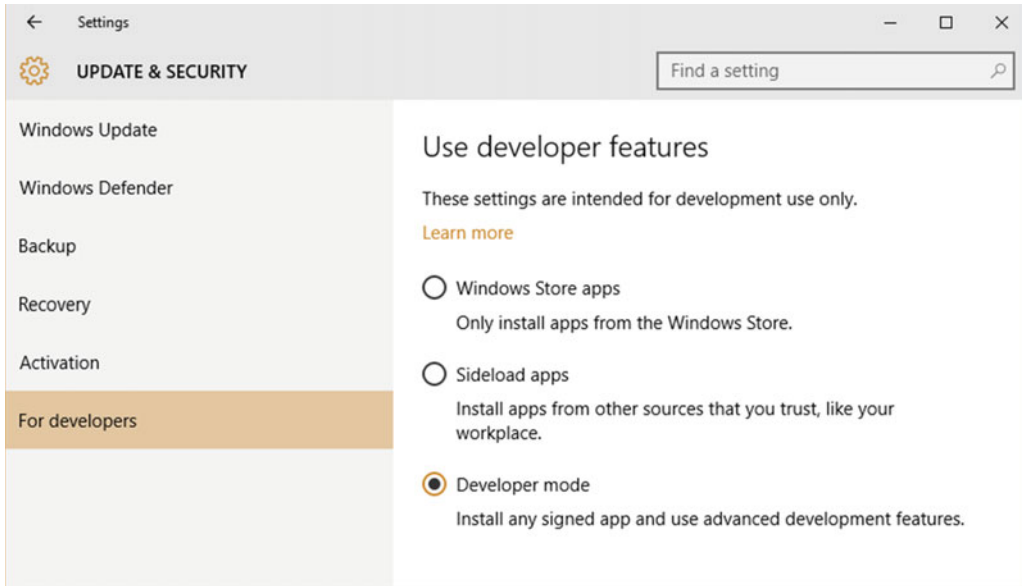 Settings
UPDATE & SECURITY
Find a setting
Windows Update
Windows Defender
Backup
Recovery
Activation
For developers
Use developer features
These settings are intended for development use only.
Learn more
Windows Store apps
Only install apps from the Windows Store.
Sideload apps
Install apps from other sources that you trust, like your
workplace.
Developer mode
Install any signed app and use advanced development features.